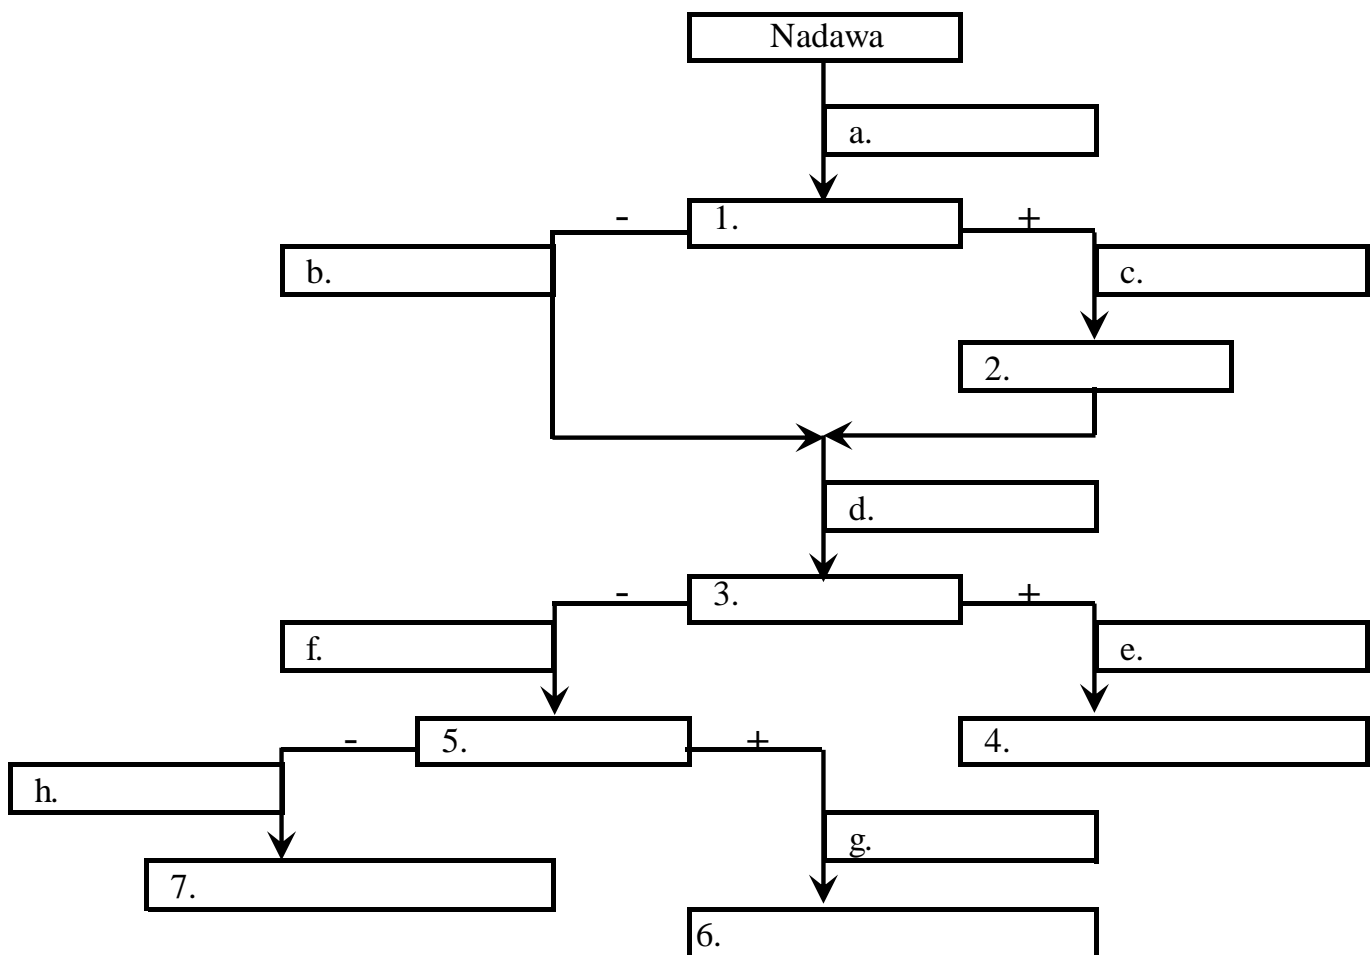 Nadawa
a.
- 1. +
b.
c.
2.
d.
- 3. +
f.
e.
- 5. +
4.
h.
g.
7.
6.